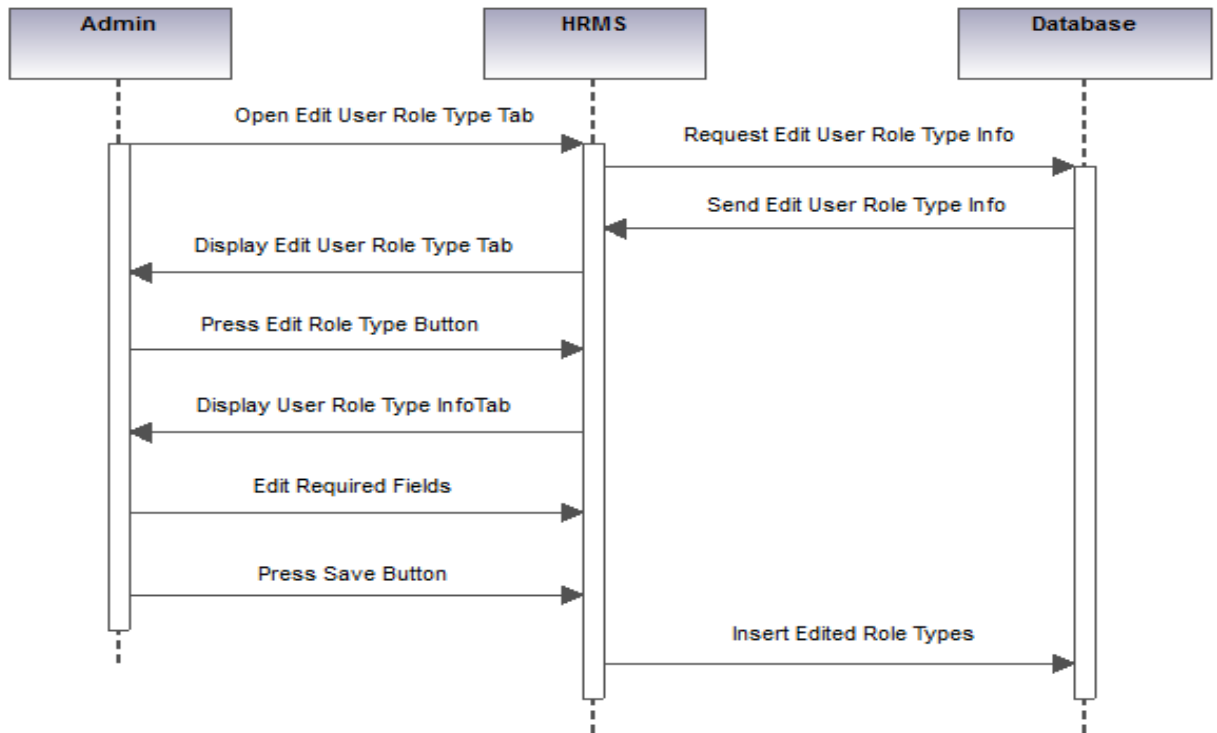 Admin
HRMS
Database
Open Edit User Role Type Tab
Request Edit User Role Type Info
Send Edit User Role Type Info
Display Edit User Role Type Tab
Press Edit Role Type Button
Display User Role Type InfoTab
Edit Required Fields
Press Save Button
Insert Edited Role Types